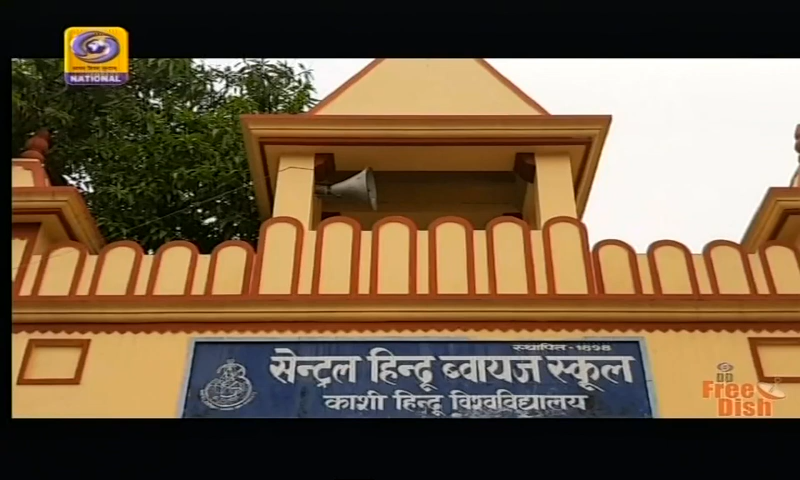 NATIONAL
स्थापित - १८९८
सेन्ट्रल हिन्दू ब्वायज स्कूल
काशी हिन्दू विश्वविद्यालय
DD
Free
Dish